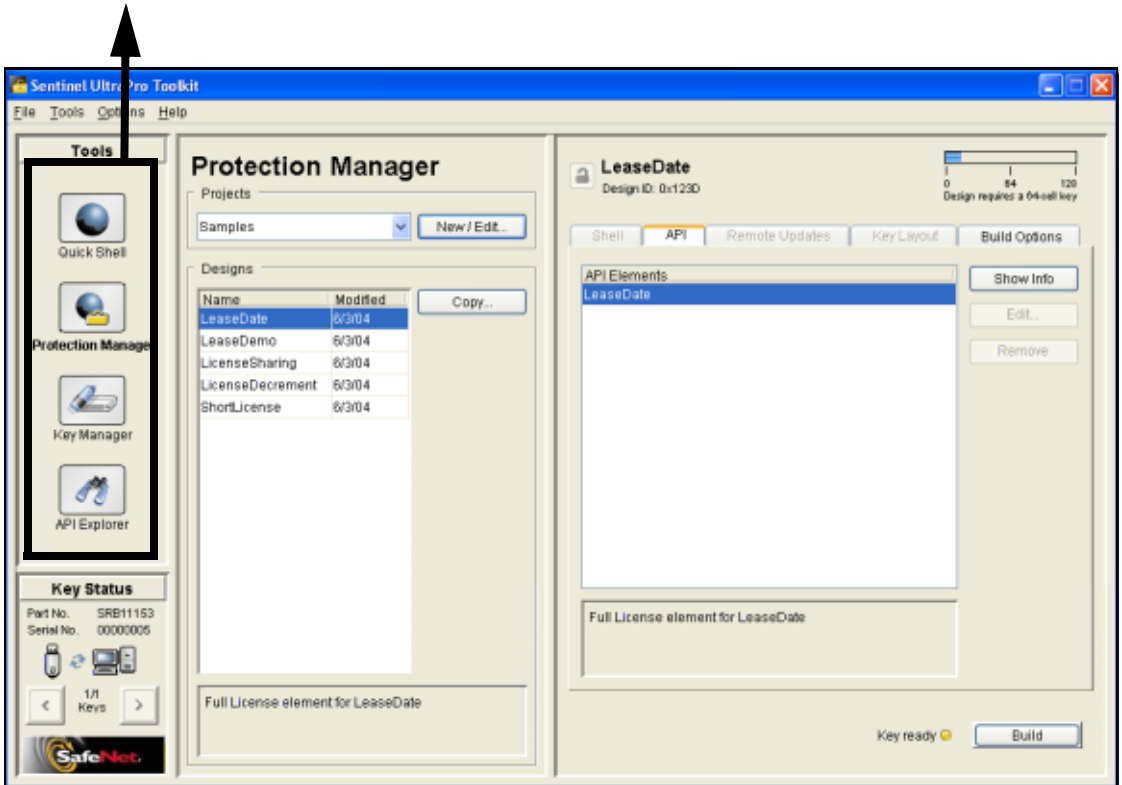 Sentinel UltraPro Toolkit
File Tools Options Help
Tools
Quick Shell
Protection Manage
Key Manager
API Explorer
Key Status
Part No. SRB11153
Serial No. 00000005
1/1
Keys
SafeNet.
Protection Manager
Projects
Samples
New / Edit...
Designs
Name Modified
LeaseDate 6/3/04
LeaseDemo 6/3/04
LicenseSharing 6/3/04
LicenseDecrement 6/3/04
ShortLicense 6/3/04
Copy...
Full License element for LeaseDate
LeaseDate
Design ID: 0x123D
0 64 128
Design requires a 64-cell key
Shell API Remote Updates Key Layout Build Options
API Elements
LeaseDate
Show Info
Edit...
Remove
Full License element for LeaseDate
Key ready
Build